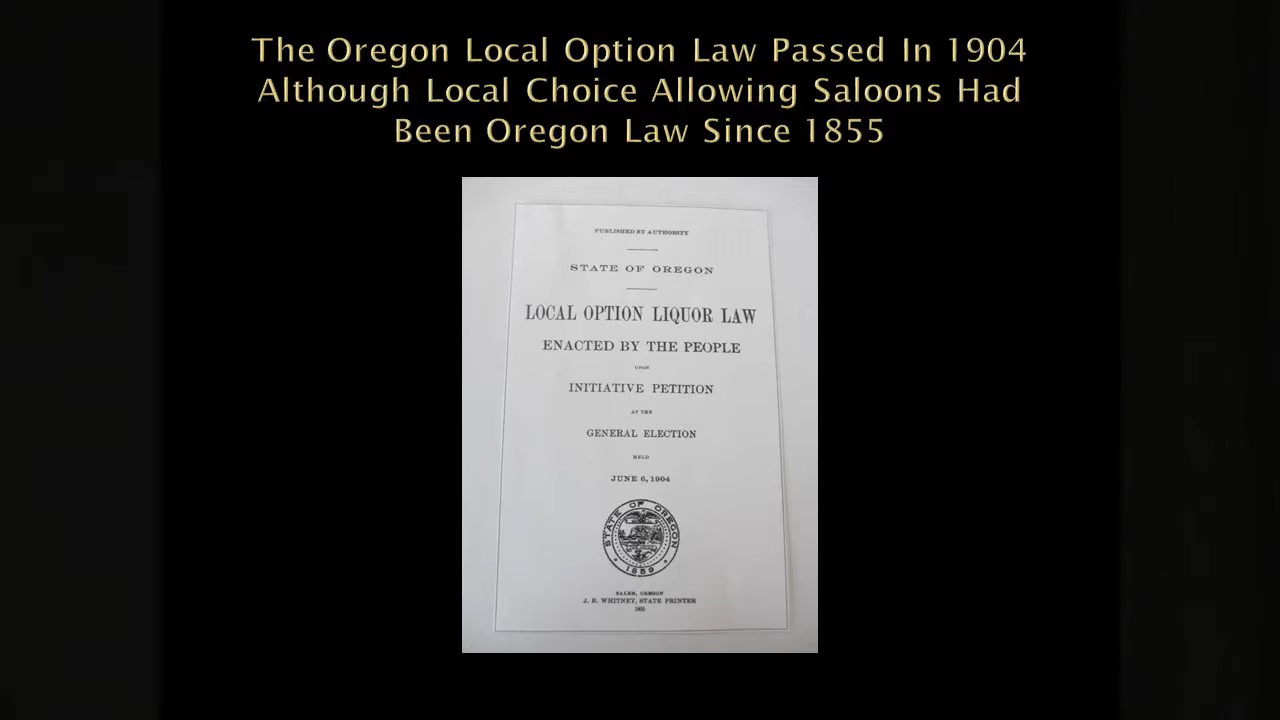 The Oregon Local Option Law Passed In 1904
Although Local Choice Allowing Saloons Had
Been Oregon Law Since 1855
PUBLISHED BY AUTHORITY
STATE OF OREGON
LOCAL OPTION LIQUOR LAW
ENACTED BY THE PEOPLE
UPON
INITIATIVE PETITION
AT THE
GENERAL ELECTION
HELD
JUNE 6, 1904
STATE OF OREGON
1859
SALEM, OREGON
J. R. WHITNEY, STATE PRINTER
1905